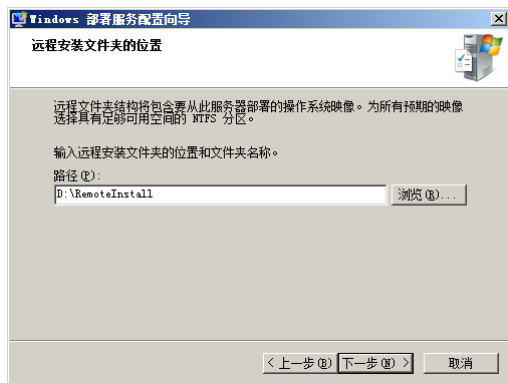 Windows 部署服务配置向导
远程安装文件夹的位置
远程文件夹结构将包含要从此服务器部署的操作系统映像。为所有预期的映像
选择具有足够可用空间的 NTFS 分区。
输入远程安装文件夹的位置和文件夹名称。
路径(P):
D:\RemoteInstall
浏览(R)...
< 上一步(B) 下一步(N) > 取消